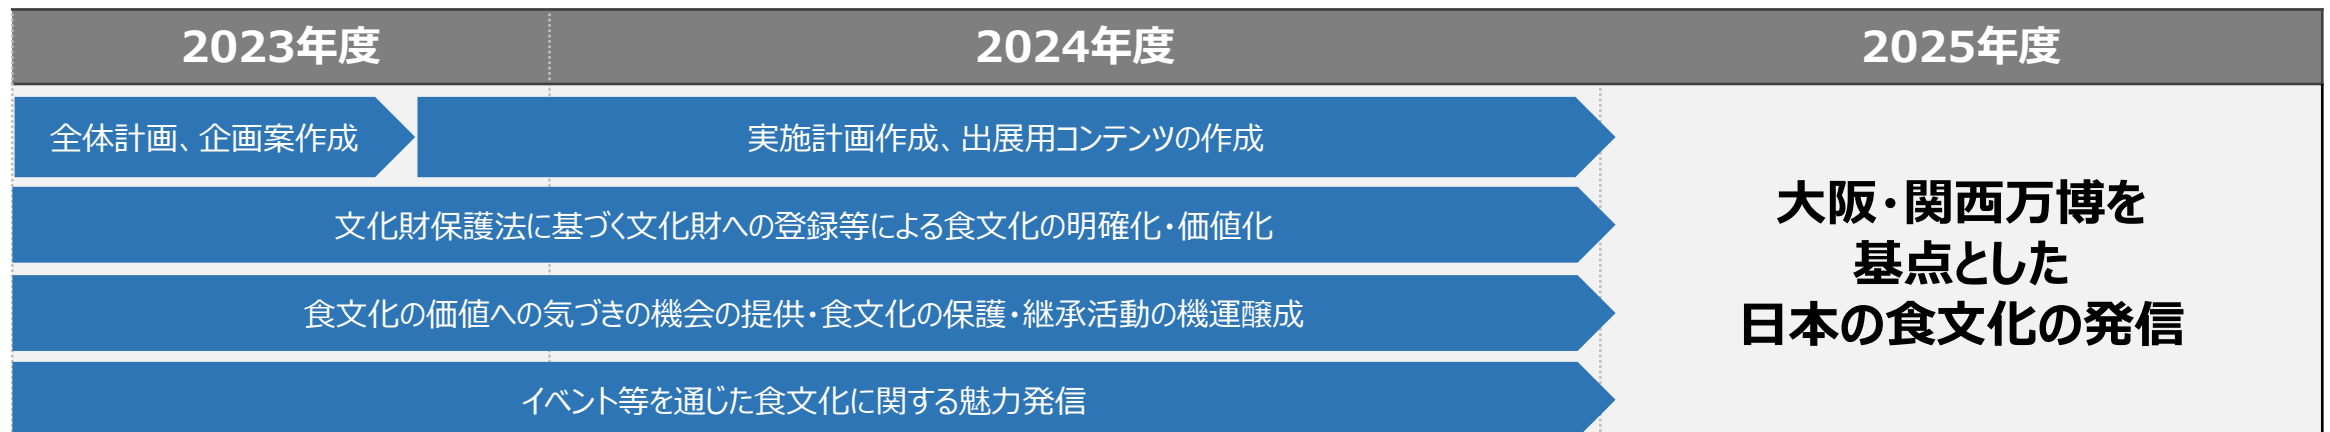 2023年度
2024年度
2025年度
全体計画、企画案作成
実施計画作成、出展用コンテンツの作成
文化財保護法に基づく文化財への登録等による食文化の明確化・価値化
食文化の価値への気づきの機会の提供・食文化の保護・継承活動の機運醸成
イベント等を通じた食文化に関する魅力発信
大阪・関西万博を
基点とした
日本の食文化の発信